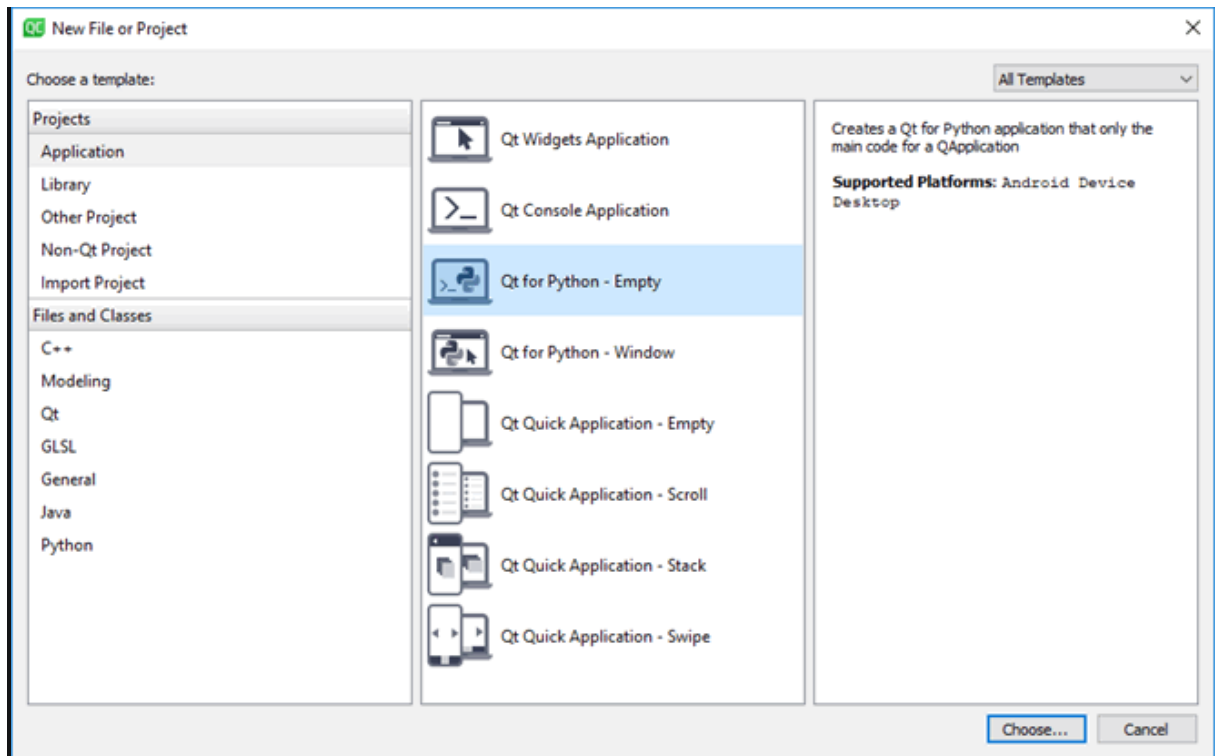 QC New File or Project
Choose a template:
All Templates
Projects
Application
Library
Other Project
Non-Qt Project
Import Project
Files and Classes
C++
Modeling
Qt
GLSL
General
Java
Python
Qt Widgets Application
Qt Console Application
Qt for Python - Empty
Qt for Python - Window
Qt Quick Application - Empty
Qt Quick Application - Scroll
Qt Quick Application - Stack
Qt Quick Application - Swipe
Creates a Qt for Python application that only the
main code for a QApplication
Supported Platforms: Android Device
Desktop
Choose...
Cancel